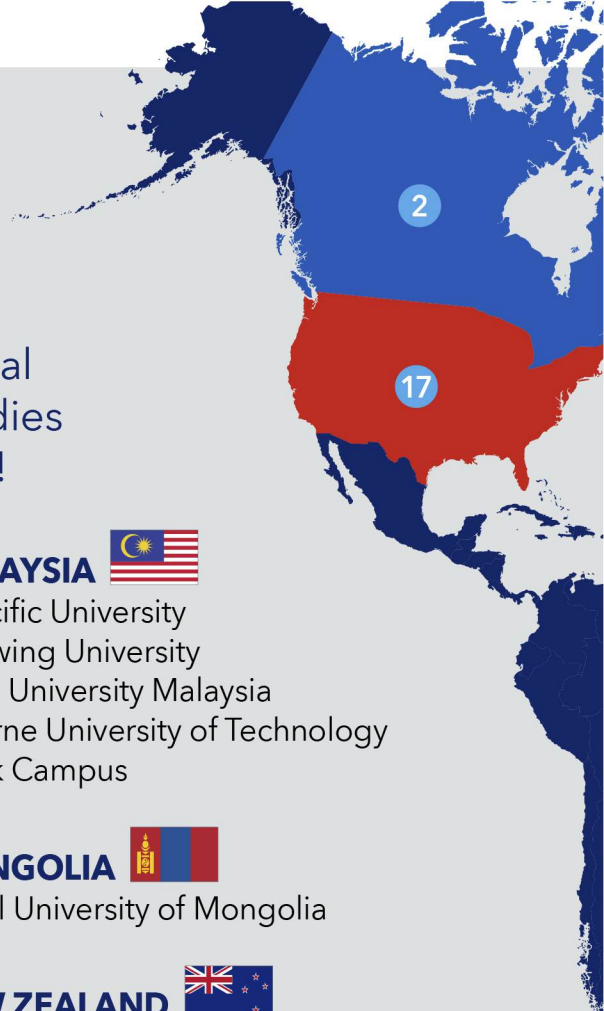 2
17
al
dies
!
AYSIA
cific University
wing University
University Malaysia
rne University of Technology
k Campus
NGOLIA
l University of Mongolia
W ZEALAND